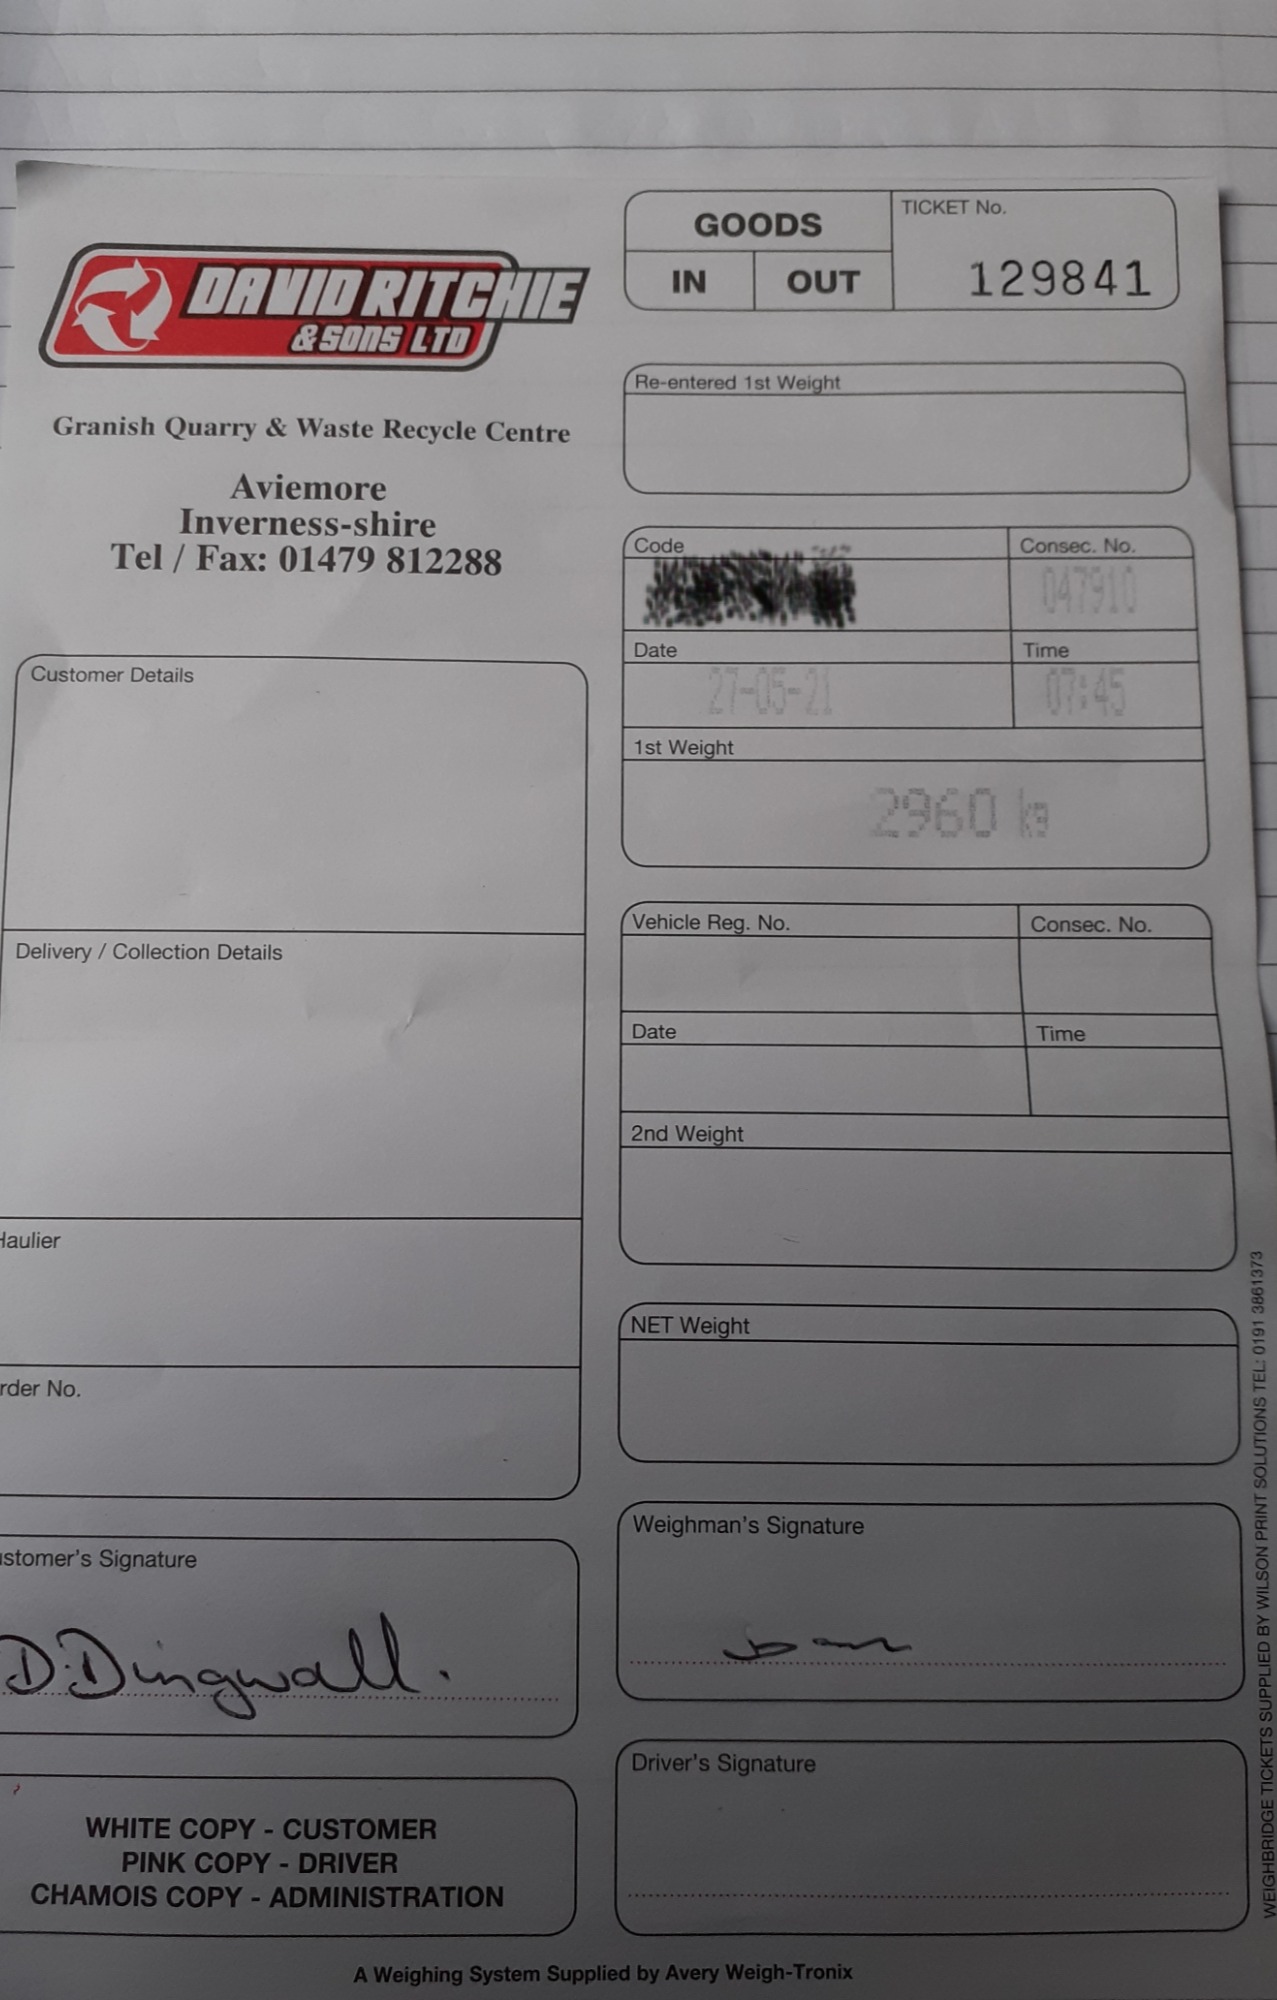 DAVID RITCHIE
& SONS LTD
Granish Quarry & Waste Recycle Centre
Aviemore
Inverness-shire
Tel / Fax: 01479 812288
GOODS
IN OUT
TICKET No.
129841
Re-entered 1st Weight
Code
Consec. No.
047910
Date
Time
27-05-21
07:45
1st Weight
2960 kg
Customer Details
Delivery / Collection Details
Haulier
rder No.
Vehicle Reg. No.
Consec. No.
Date
Time
2nd Weight
NET Weight
ustomer's Signature
D.Dingwall.
Weighman's Signature
Driver's Signature
WHITE COPY - CUSTOMER
PINK COPY - DRIVER
CHAMOIS COPY - ADMINISTRATION
A Weighing System Supplied by Avery Weigh-Tronix
WEIGHBRIDGE TICKETS SUPPLIED BY WILSON PRINT SOLUTIONS TEL: 0191 3861373